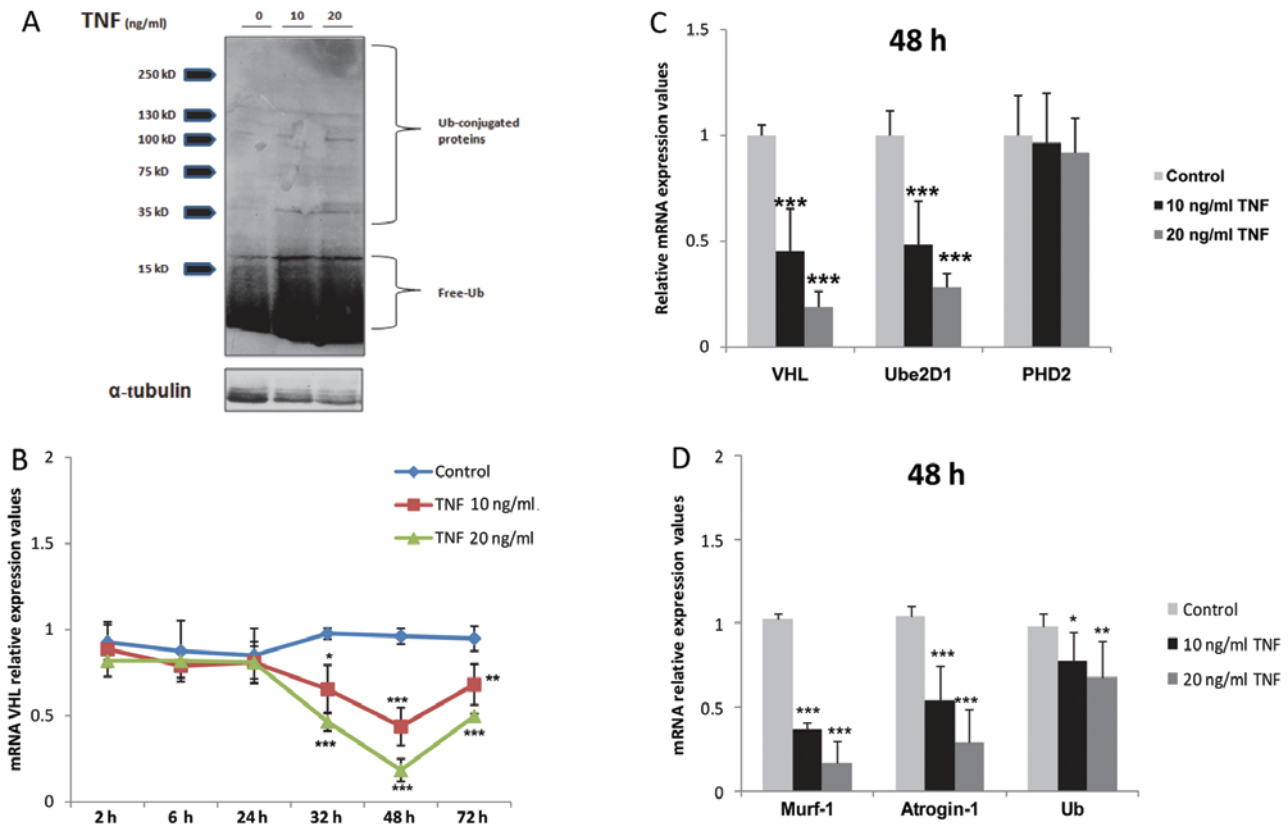 A
TNF (ng/ml)
0 10 20
250 kD
130 kD
100 kD
75 kD
35 kD
15 kD
Ub-conjugated
proteins
Free-Ub
α-tubulin
B
mRNA VHL relative expression values
2
1.5
1
0.5
0
Control
TNF 10 ng/ml.
TNF 20 ng/ml
*
***
***
***
**
***
2 h 6 h 24 h 32 h 48 h 72 h
C
48 h
Relative mRNA expression values
1.5
1
0.5
0
***
***
***
***
Control
10 ng/ml TNF
20 ng/ml TNF
VHL Ube2D1 PHD2
D
48 h
mRNA relative expression values
2
1.5
1
0.5
0
***
***
***
***
*
**
Control
10 ng/ml TNF
20 ng/ml TNF
Murf-1 Atrogin-1 Ub